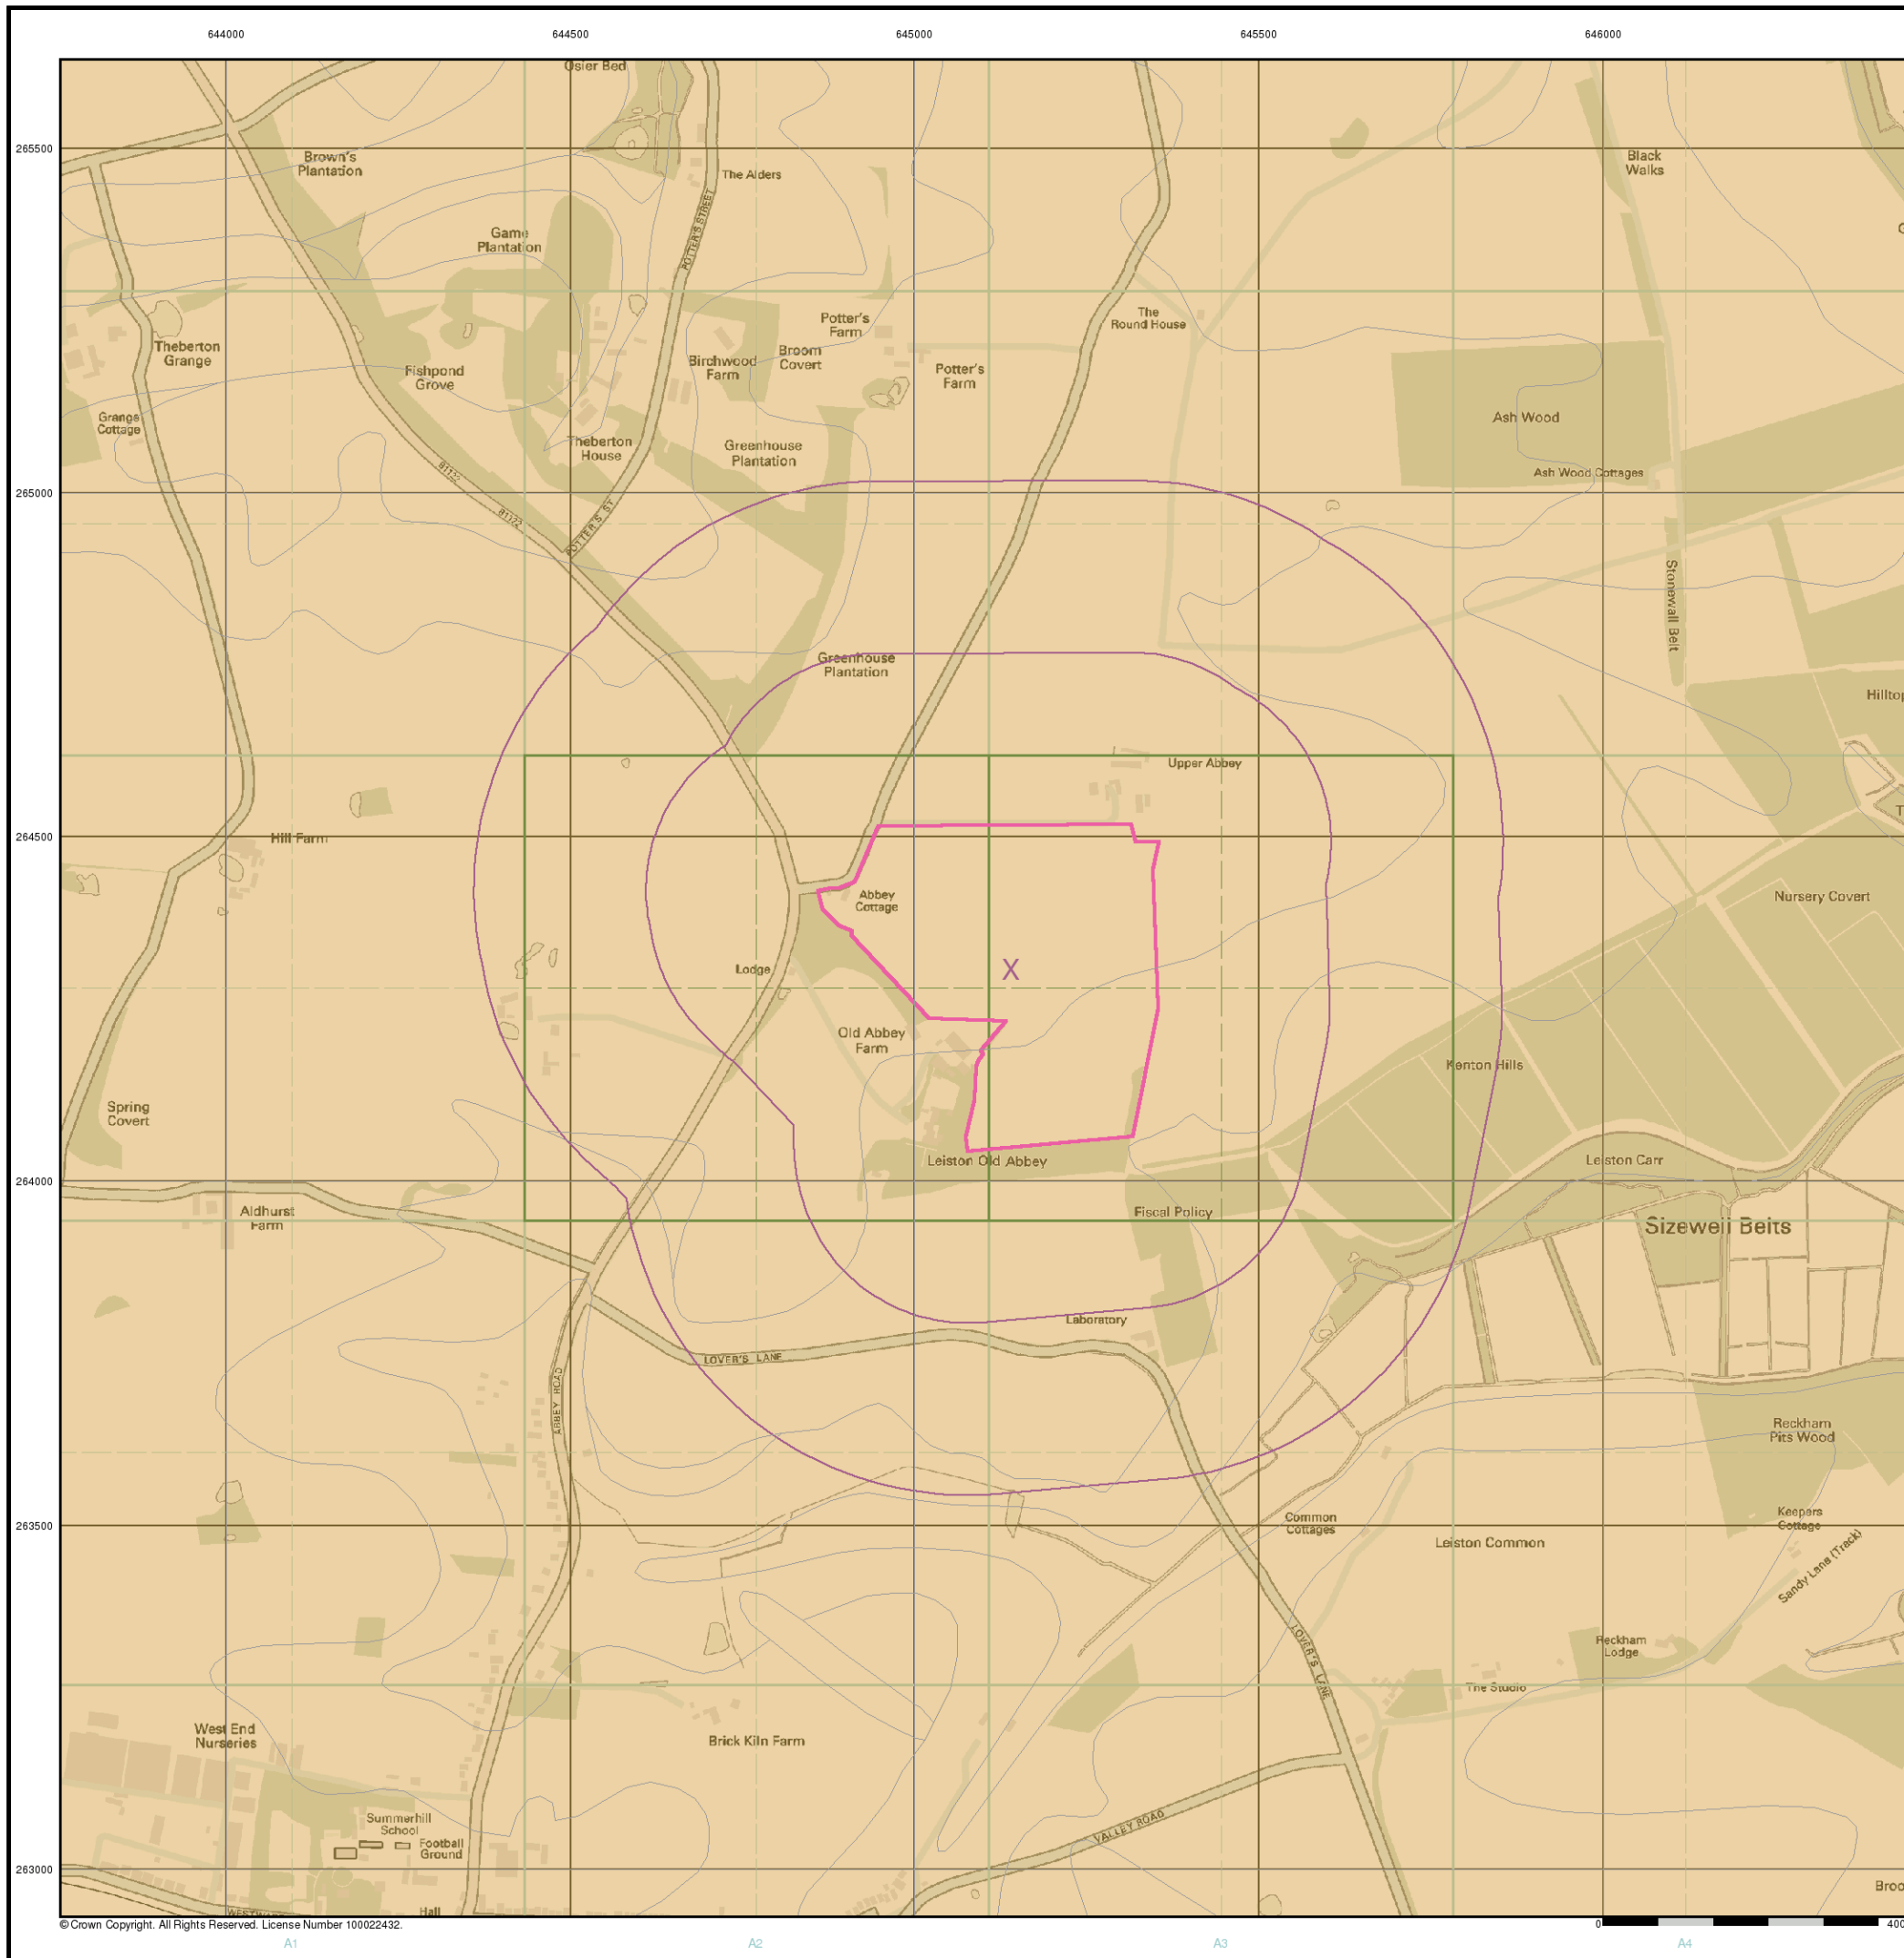 644000
644500
645000
645500
646000
265500
265000
264500
264000
263500
263000
Osier Bed
Brown's
Plantation
The Alders
Black
Walks
POTTER'S STREET
Game
Plantation
The
Round House
Potter's
Farm
Theberton
Grange
Birchwood
Farm
Broom
Covert
Fishpond
Grove
Potter's
Farm
Grange
Cottage
Ash Wood
Theberton
House
Greenhouse
Plantation
B1122
Ash Wood Cottages
B1122
POTTER'S ST
Stonewall Belt
Greenhouse
Plantation
Upper Abbey
Hill Farm
Abbey
Cottage
Nursery Covert
Lodge
X
Old Abbey
Farm
Kenton Hills
Spring
Covert
Leiston Old Abbey
Leiston Carr
Aldhurst
Farm
Fiscal Policy
Sizewell Belts
Laboratory
LOVER'S LANE
ABBEY ROAD
Reckham
Pits Wood
Keepers
Cottage
Common
Cottages
Leiston Common
Sandy Lane (Track)
LOVER'S LANE
Reckham
Lodge
The Studio
West End
Nurseries
Brick Kiln Farm
Summerhill
School
Football
Ground
VALLEY ROAD
Hall
© Crown Copyright. All Rights Reserved. License Number 100022432.
0
400
A1
A2
A3
A4